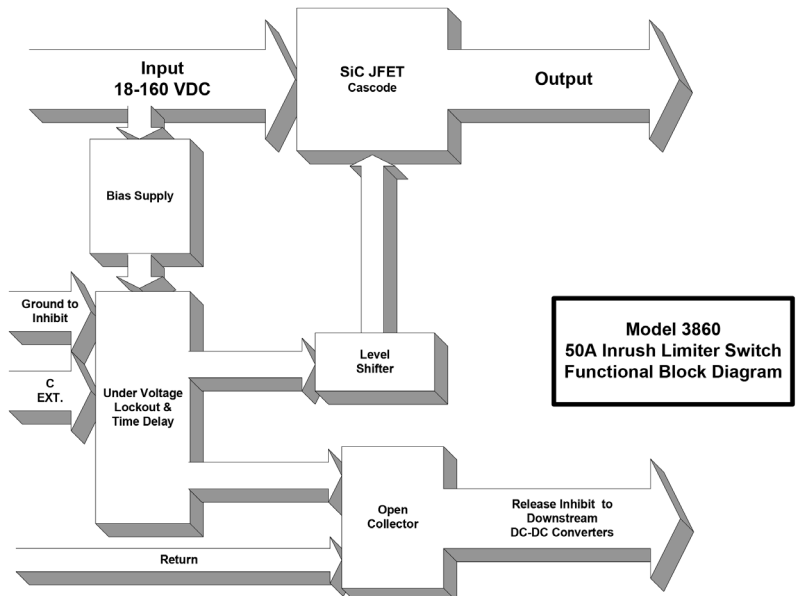 Input
18-160 VDC
SiC JFET
Cascode
Output
Bias Supply
Ground to
Inhibit
C
EXT.
Under Voltage
Lockout &
Time Delay
Level
Shifter
Model 3860
50A Inrush Limiter Switch
Functional Block Diagram
Open
Collector
Release Inhibit to
Downstream
DC-DC Converters
Return